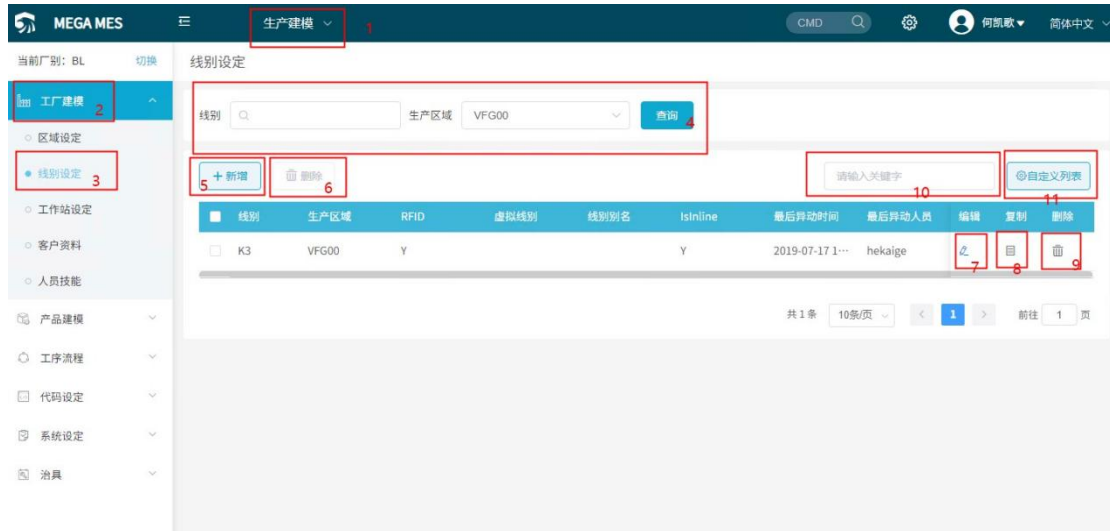 MEGA MES 生产建模 1 CMD 何凯歌 简体中文
当前厂别: BL 切换 线别设定
工厂建模 2
线别 生产区域 VFG00 查询 4
区域设定
线别设定 3
5 +新增 删除 6 请输入关键字 10 自定义列表 11
工作站设定
线别 生产区域 RFID 虚拟线别 线别别名 IsInline 最后异动时间 最后异动人员 编辑 复制 删除
客户资料
K3 VFG00 Y Y 2019-07-17 1… hekaige 7 8 9
人员技能
产品建模
共 1 条 10条/页 1 前往 1 页
工序流程
代码设定
系统设定
治具